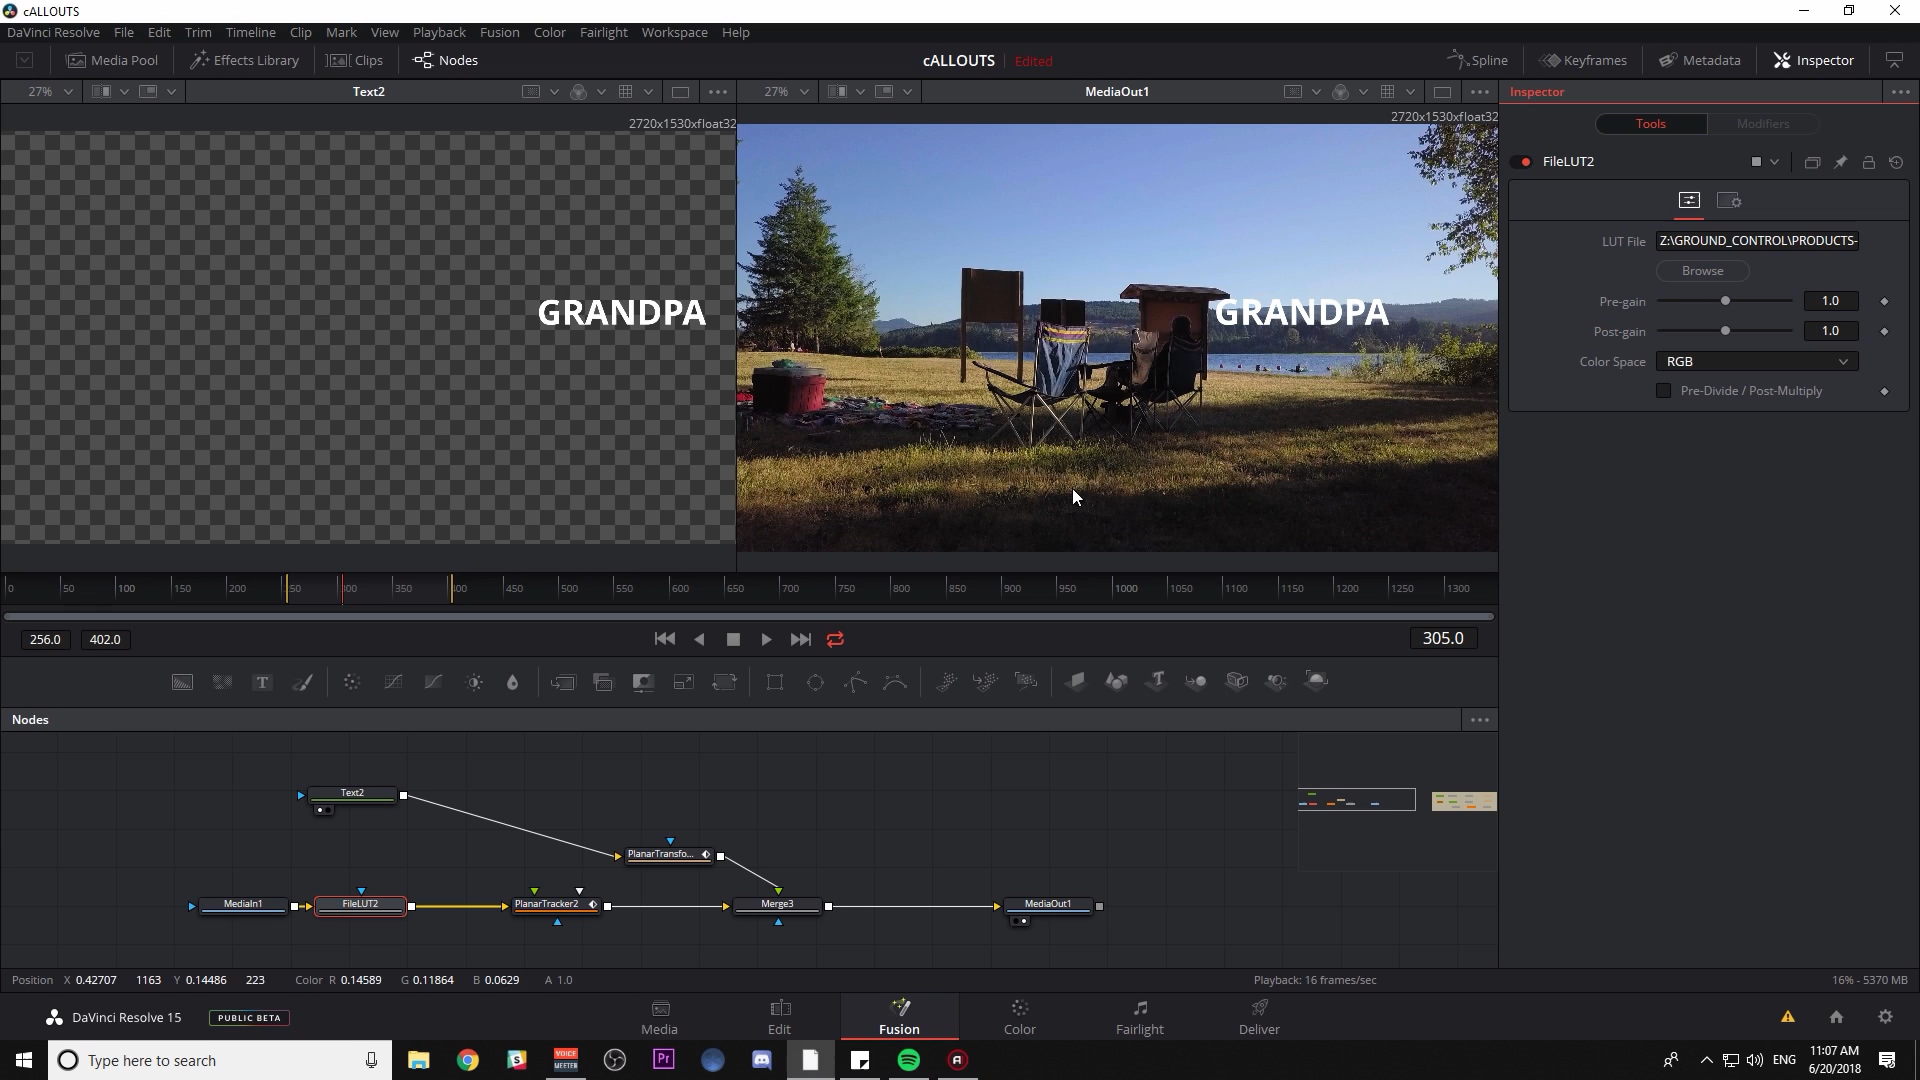 cALLOUTS
DaVinci Resolve File Edit Trim Timeline Clip Mark View Playback Fusion Color Fairlight Workspace Help
Media Pool Effects Library Clips Nodes cALLOUTS Edited Spline Keyframes Metadata Inspector
27% Text2 27% MediaOut1 Inspector
2720x1530xfloat32 2720x1530xfloat32
Tools Modifiers
FileLUT2
LUT File Z:\GROUND_CONTROL\PRODUCTS-
Browse
Pre-gain 1.0
Post-gain 1.0
Color Space RGB
Pre-Divide / Post-Multiply
GRANDPA GRANDPA
0 50 100 150 200 50 300 350 400 450 500 550 600 650 700 750 800 850 900 950 1000 1050 1100 1150 1200 1250 1300
256.0 402.0 305.0
T T
Nodes
Text2
PlanarTransfo...
MediaIn1 FileLUT2 PlanarTracker2 Merge3 MediaOut1
Position X 0.42707 1163 Y 0.14486 223 Color R 0.14589 G 0.11864 B 0.0629 A 1.0 Playback: 16 frames/sec 16% - 5370 MB
DaVinci Resolve 15 PUBLIC BETA
Media Edit Fusion Color Fairlight Deliver
Type here to search VOICE MEETER Pr ENG 11:07 AM
6/20/2018